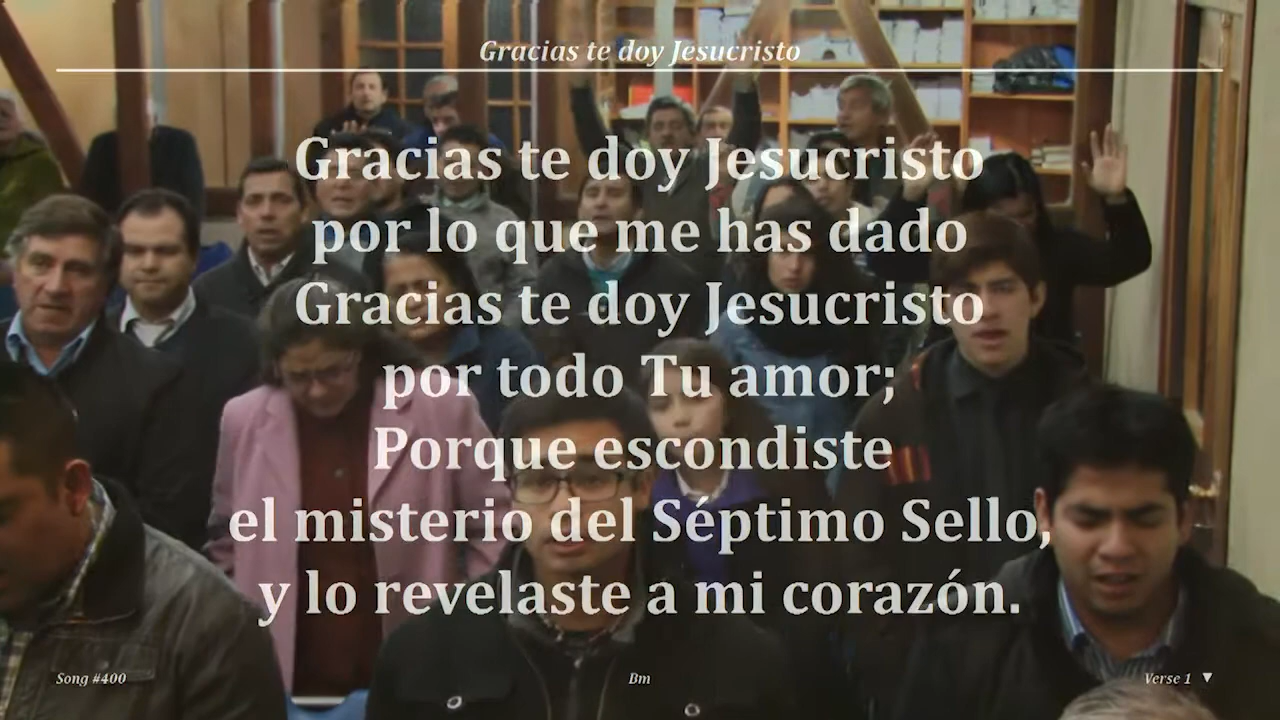 Gracias te doy Jesucristo
Gracias te doy Jesucristo
por lo que me has dado
Gracias te doy Jesucristo
por todo Tu amor;
Porque escondiste
el misterio del Séptimo Sello,
y lo revelaste a mi corazón.
Song #400 Bm Verse 1 ▼